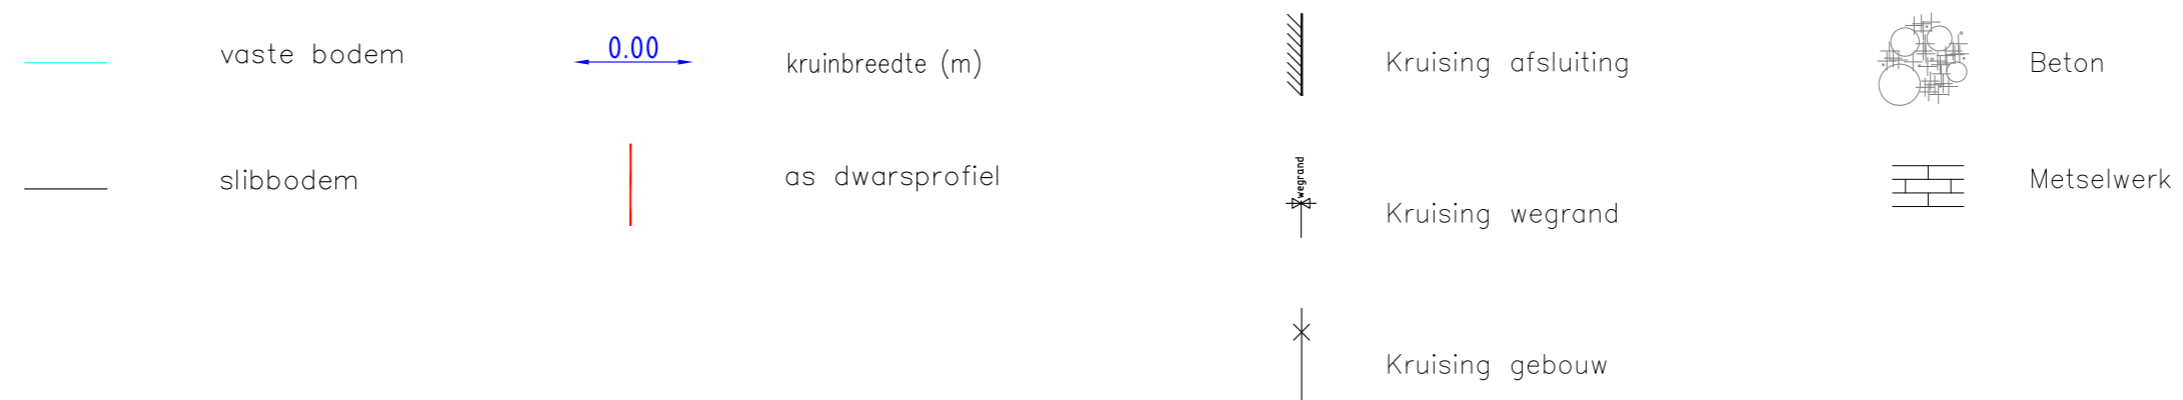 vaste bodem
0.00
kruinbreedte (m)
Kruising afsluiting
Beton
slibbodem
as dwarsprofiel
wegrand
Kruising wegrand
Metselwerk
Kruising gebouw